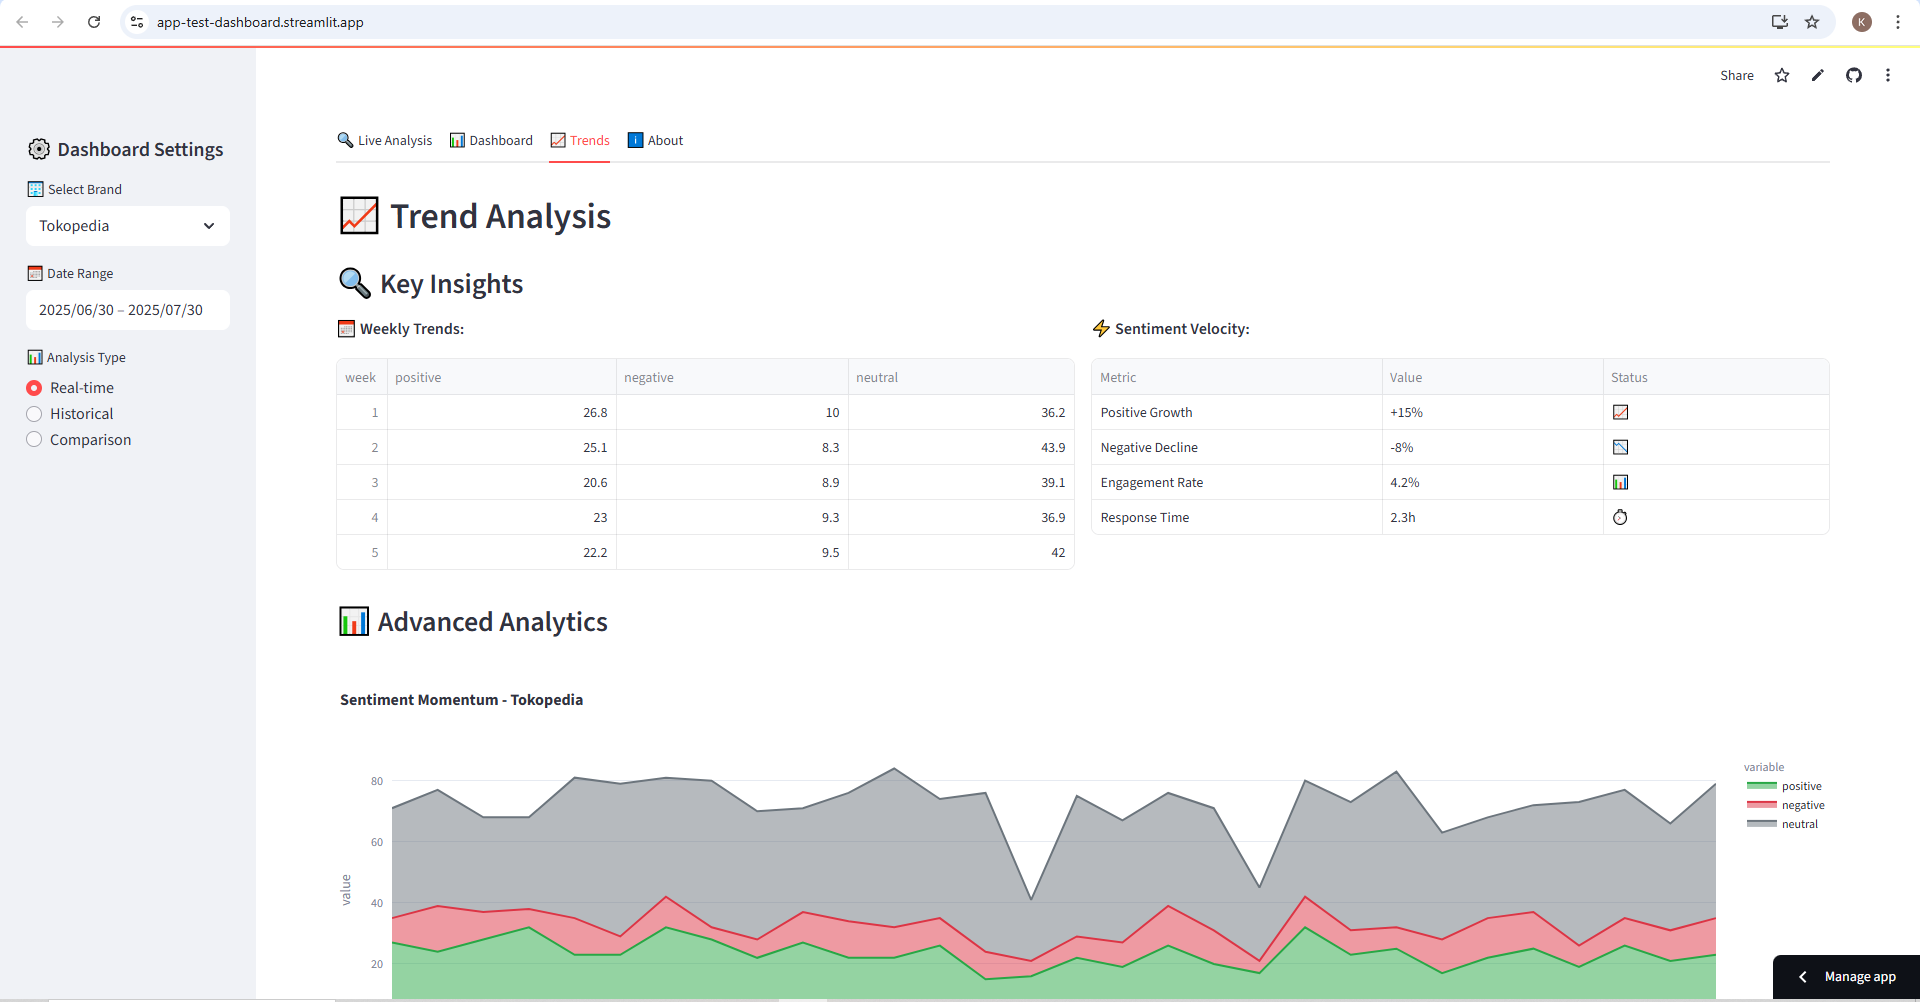 app-test-dashboard.streamlit.app
K
Share
Dashboard Settings
Select Brand
Tokopedia
Date Range
2025/06/30 – 2025/07/30
Analysis Type
Real-time
Historical
Comparison
Live Analysis Dashboard Trends About
Trend Analysis
Key Insights
Weekly Trends:
week positive negative neutral
1 26.8 10 36.2
2 25.1 8.3 43.9
3 20.6 8.9 39.1
4 23 9.3 36.9
5 22.2 9.5 42
Sentiment Velocity:
Metric Value Status
Positive Growth +15%
Negative Decline -8%
Engagement Rate 4.2%
Response Time 2.3h
Advanced Analytics
Sentiment Momentum - Tokopedia
80
60
40
20
value
variable
positive
negative
neutral
Manage app